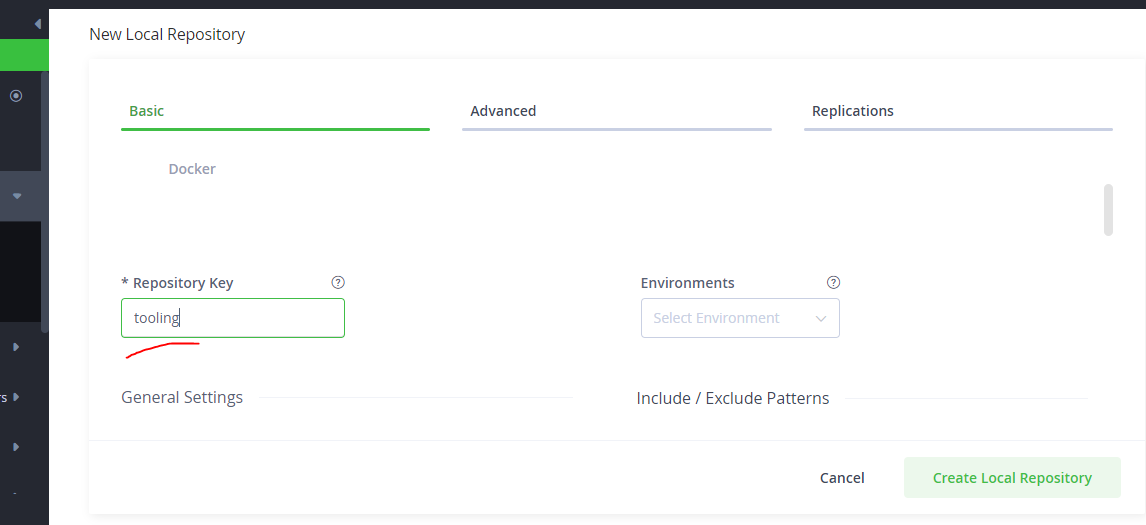 New Local Repository
Basic
Advanced
Replications
Docker
* Repository Key
Environments
tooling
Select Environment
General Settings
Include / Exclude Patterns
Cancel
Create Local Repository